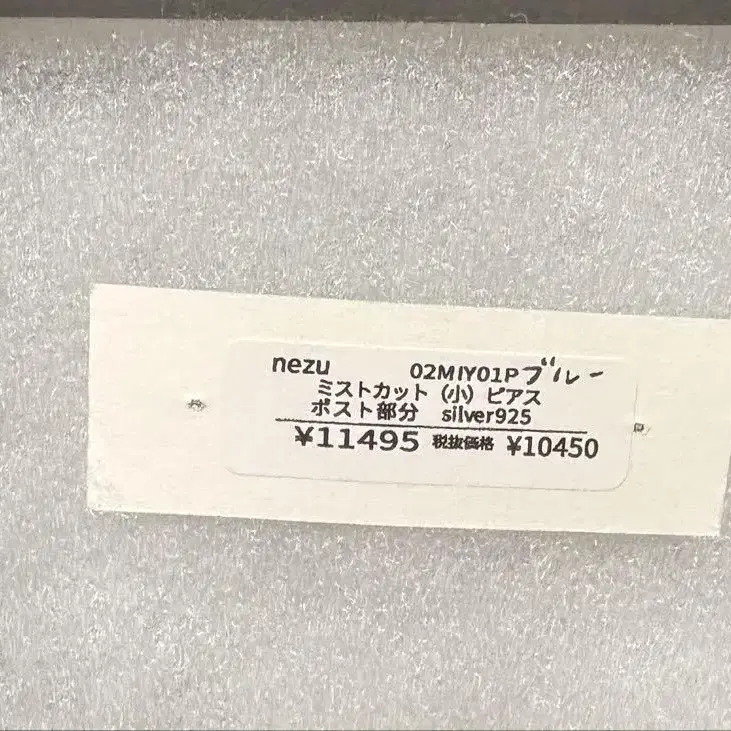 nezu 02MIY01Pブルー
ミストカット（小）ピアス
ポスト部分 silver925
¥11495 税抜価格 ¥10450